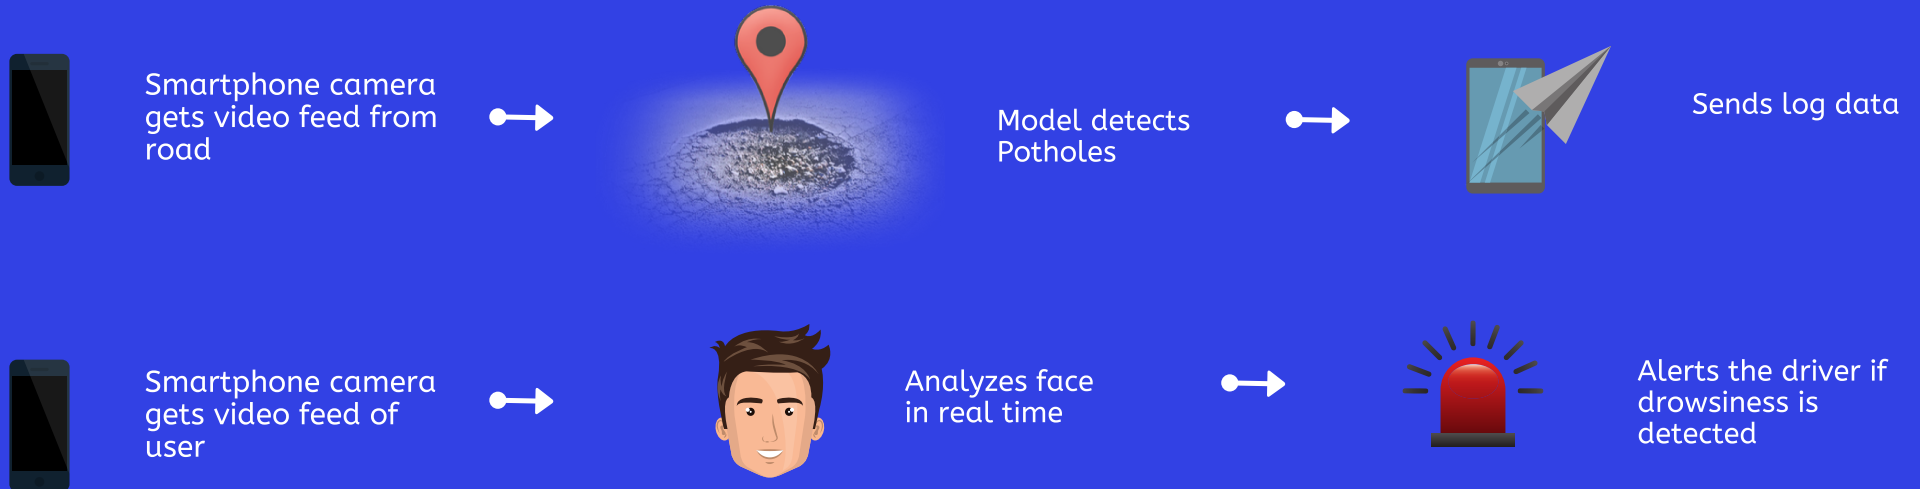 Smartphone camera
gets video feed from
road
Model detects
Potholes
Sends log data
Smartphone camera
gets video feed of
user
Analyzes face
in real time
Alerts the driver if
drowsiness is
detected